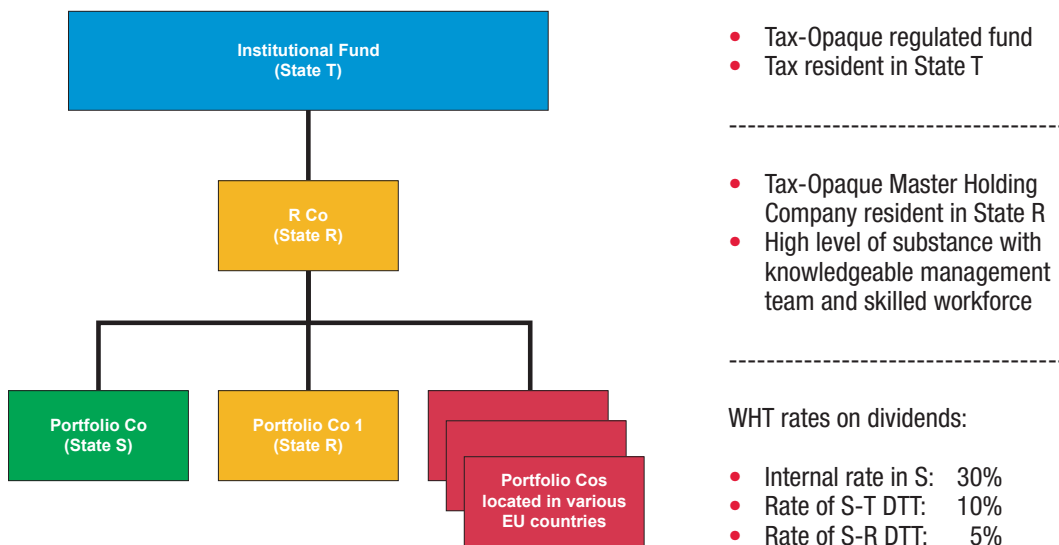 Institutional Fund
(State T)
R Co
(State R)
Portfolio Co
(State S)
Portfolio Co 1
(State R)
Portfolio Cos
located in various
EU countries
• Tax-Opaque regulated fund
• Tax resident in State T
• Tax-Opaque Master Holding
Company resident in State R
• High level of substance with
knowledgeable management
team and skilled workforce
WHT rates on dividends:
• Internal rate in S: 30%
• Rate of S-T DTT: 10%
• Rate of S-R DTT: 5%